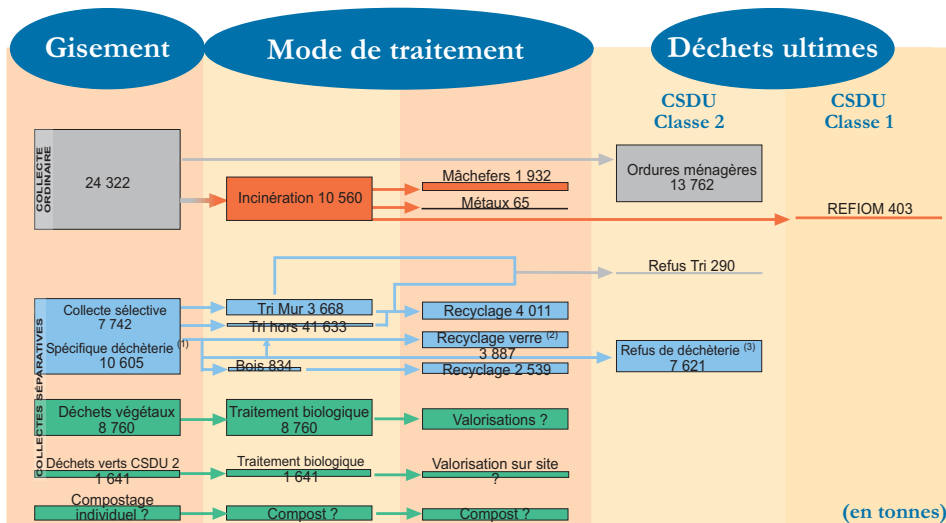 Gisement
Mode de traitement
Déchets ultimes
CSDU
Classe 2
CSDU
Classe 1
COLLECTE
ORDINAIRE
24 322
Incinération 10 560
Mâchefers 1 932
Métaux 65
Ordures ménagères
13 762
REFIOM 403
Refus Tri 290
COLLECTES SÉPARATIVES
Collecte sélective
7 742
Tri Mur 3 668
Tri hors 41 633
Recyclage 4 011
Spécifique déchèterie (1)
10 605
Recyclage verre (2)
3 887
Refus de déchèterie (3)
7 621
Bois 834
Recyclage 2 539
Déchets végétaux
8 760
Traitement biologique
8 760
Valorisations ?
Déchets verts CSDU 2
1 641
Traitement biologique
1 641
Valorisation sur site
?
Compostage
individuel ?
Compost ?
Compost ?
(en tonnes)